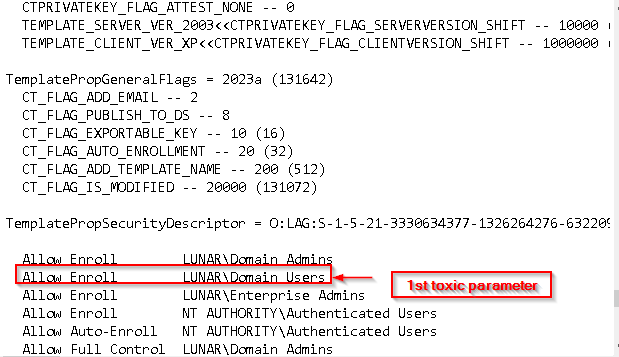 CTPRIVATEKEY_FLAG_ATTEST_NONE -- 0
TEMPLATE_SERVER_VER_2003<<CTPRIVATEKEY_FLAG_SERVERVERSION_SHIFT -- 10000
TEMPLATE_CLIENT_VER_XP<<CTPRIVATEKEY_FLAG_CLIENTVERSION_SHIFT -- 1000000
TemplatePropGeneralFlags = 2023a (131642)
CT_FLAG_ADD_EMAIL -- 2
CT_FLAG_PUBLISH_TO_DS -- 8
CT_FLAG_EXPORTABLE_KEY -- 10 (16)
CT_FLAG_AUTO_ENROLLMENT -- 20 (32)
CT_FLAG_ADD_TEMPLATE_NAME -- 200 (512)
CT_FLAG_IS_MODIFIED -- 20000 (131072)
TemplatePropSecurityDescriptor = O:LAG:S-1-5-21-3330634377-1326264276-632209
Allow Enroll LUNAR\Domain Admins
Allow Enroll LUNAR\Domain Users
1st toxic parameter
Allow Enroll LUNAR\Enterprise Admins
Allow Enroll NT AUTHORITY\Authenticated Users
Allow Auto-Enroll NT AUTHORITY\Authenticated Users
Allow Full Control LUNAR\Domain Admins